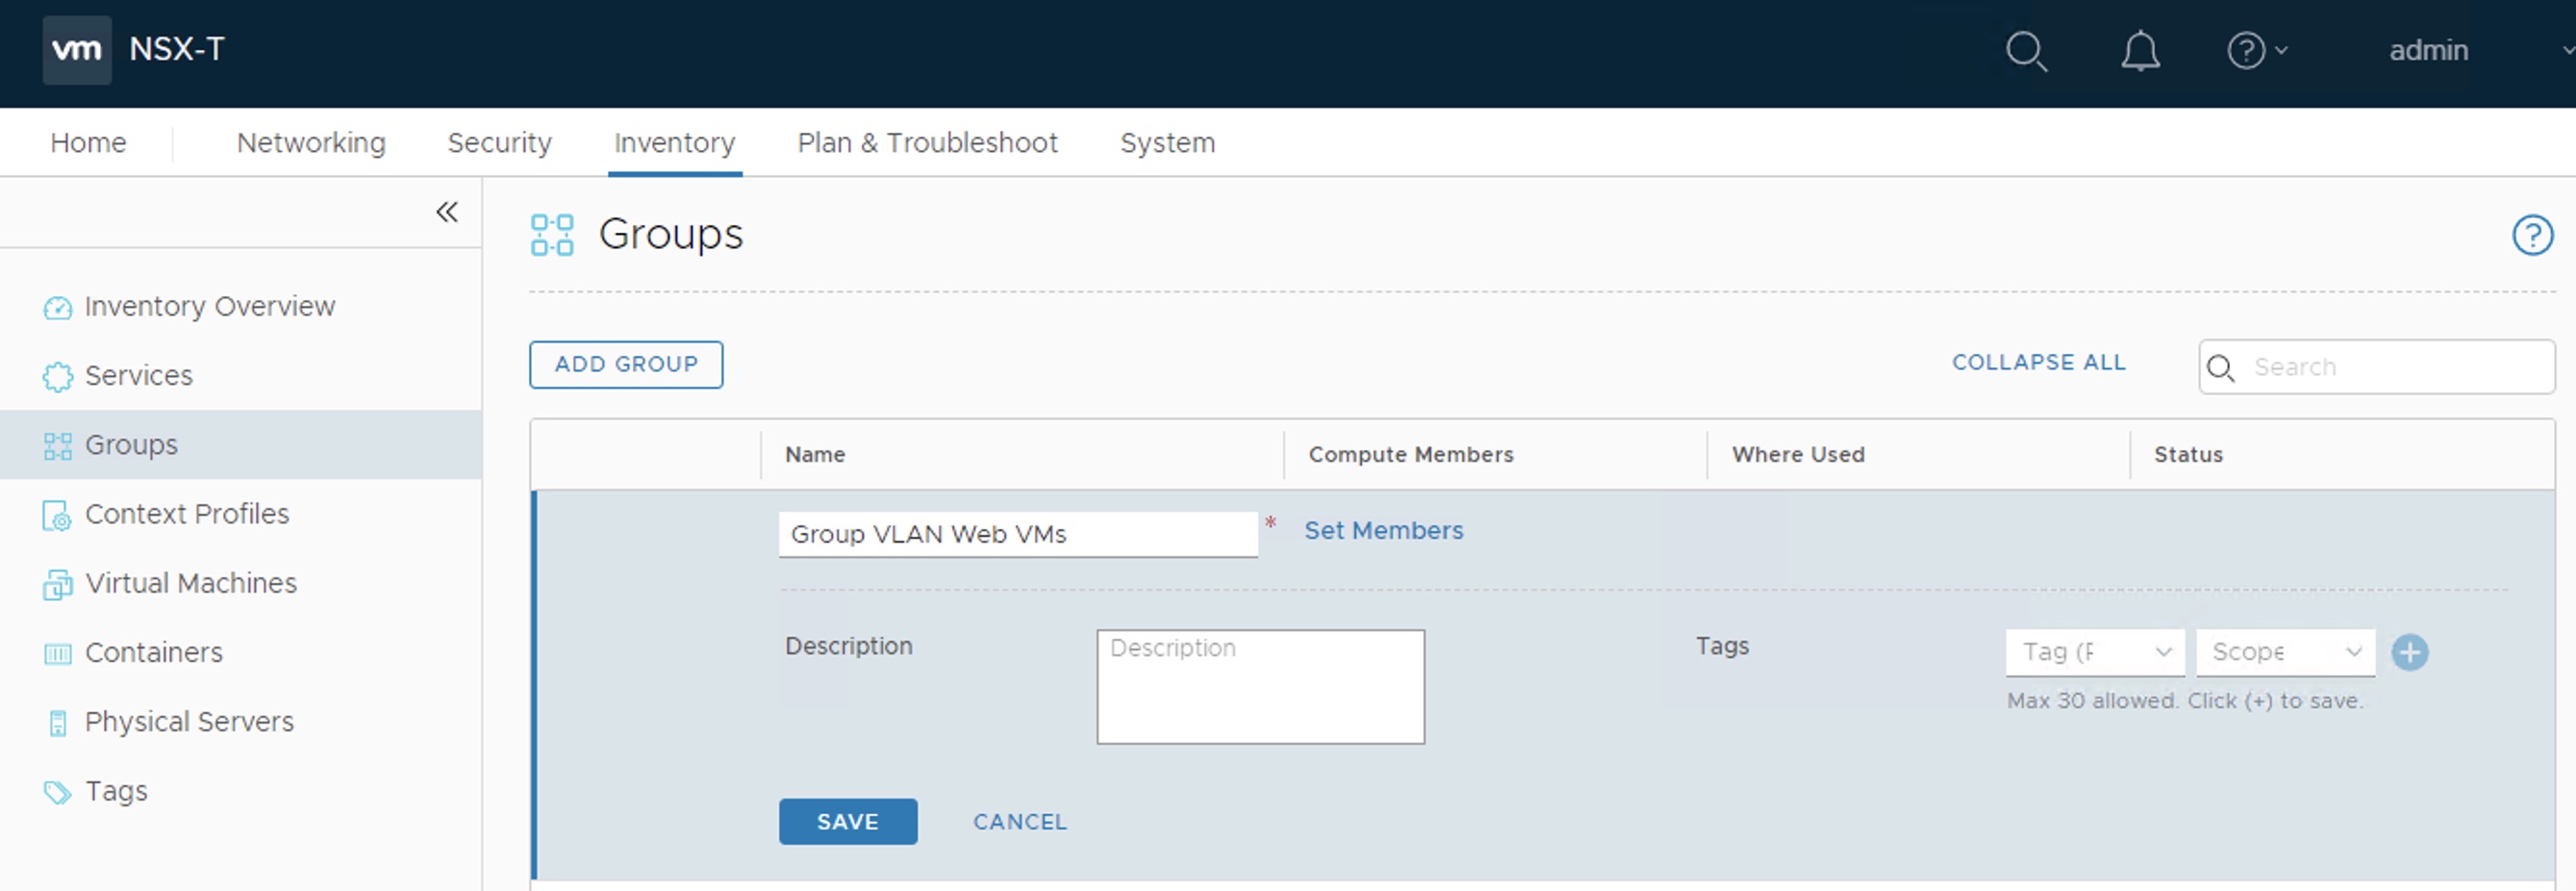 vm NSX-T admin
Home Networking Security Inventory Plan & Troubleshoot System
Groups
Inventory Overview
Services
Groups
Context Profiles
Virtual Machines
Containers
Physical Servers
Tags
ADD GROUP COLLAPSE ALL Search
Name Compute Members Where Used Status
Group VLAN Web VMs * Set Members
Description Description Tags Tag (F Scope
Max 30 allowed. Click (+) to save.
SAVE CANCEL